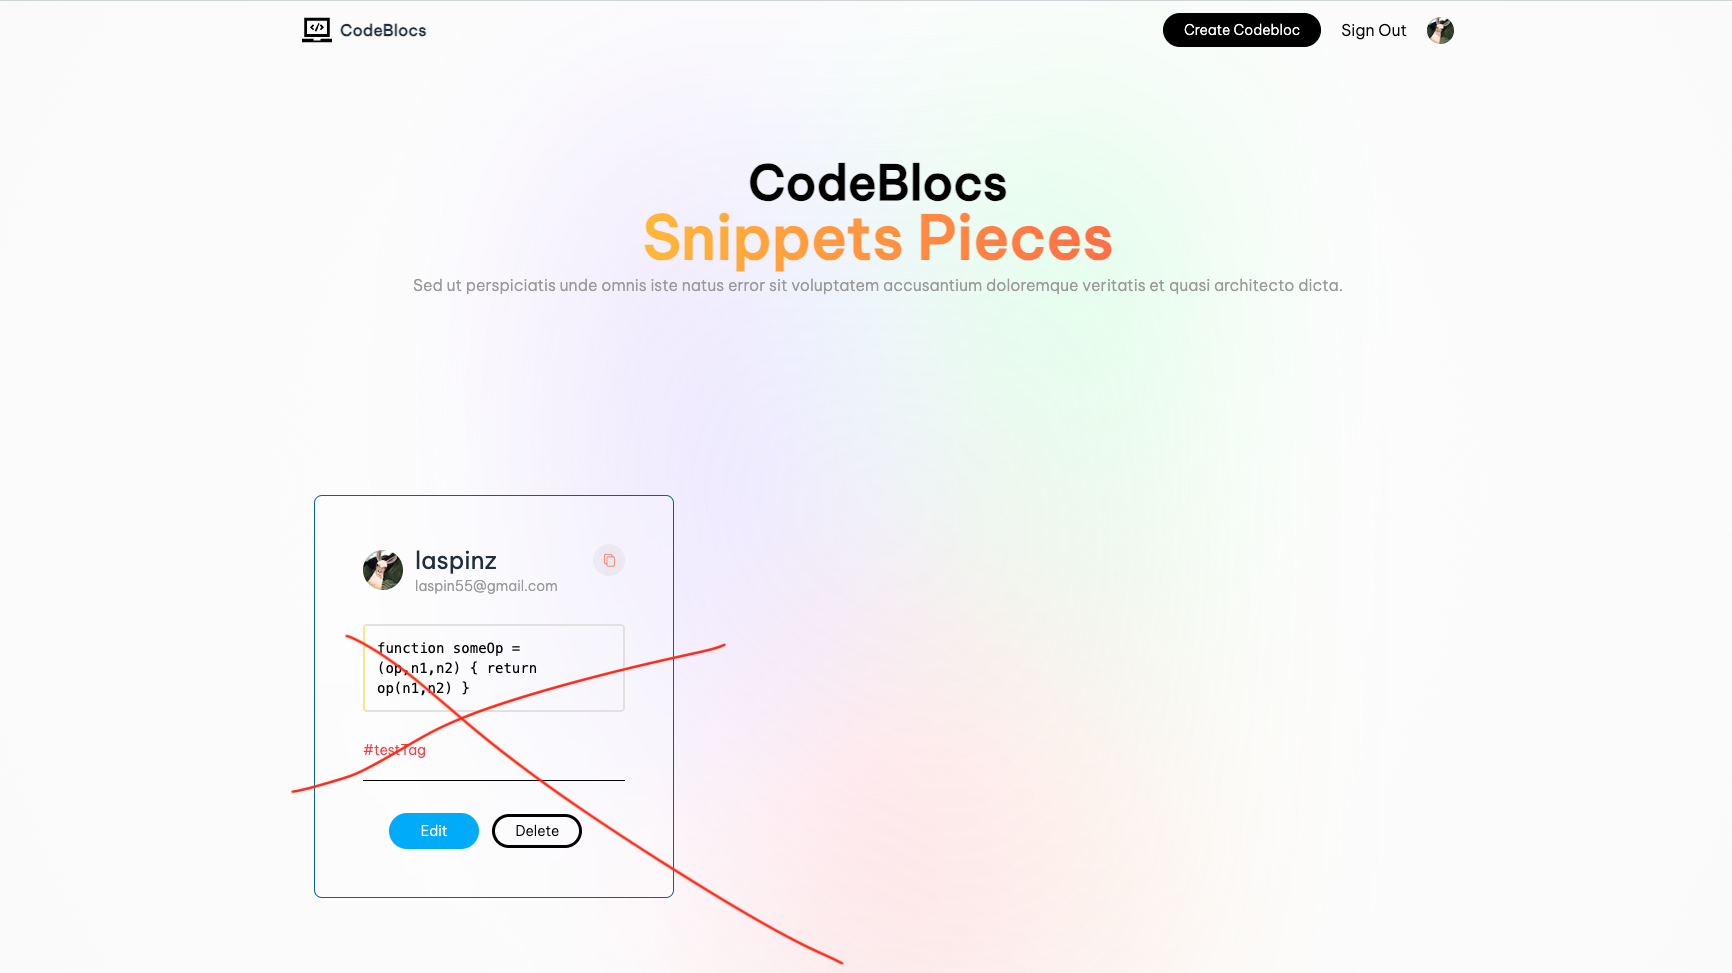 CodeBlocs
Create Codebloc
Sign Out
CodeBlocs
Snippets Pieces
Sed ut perspiciatis unde omnis iste natus error sit voluptatem accusantium doloremque veritatis et quasi architecto dicta.
laspinz
laspin55@gmail.com
function someOp =
(op,n1,n2) { return
op(n1,n2) }
#testTag
Edit
Delete